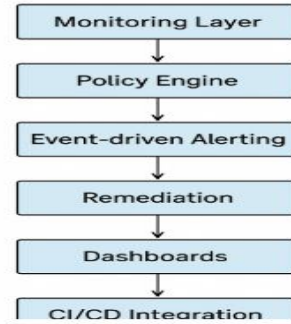 Monitoring Layer
Policy Engine
Event-driven Alerting
Remediation
Dashboards
CI/CD Integration